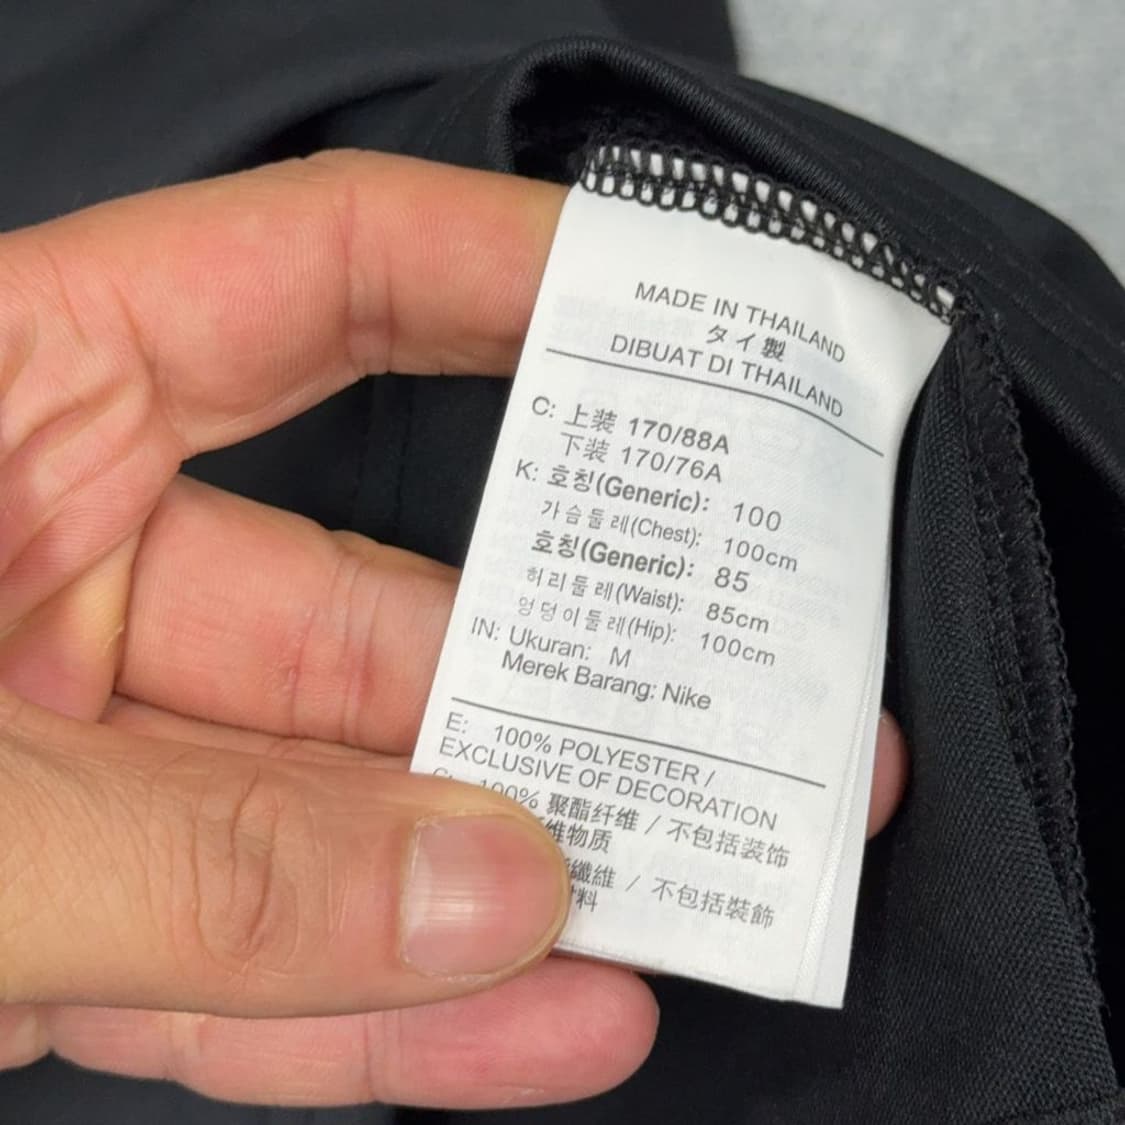 MADE IN THAILAND
タイ製
DIBUAT DI THAILAND
C: 上装 170/88A
下装 170/76A
K: 호칭(Generic): 100
가슴둘레(Chest): 100cm
호칭(Generic): 85
허리둘레(Waist): 85cm
엉덩이둘레(Hip): 100cm
IN: Ukuran: M
Merek Barang: Nike
E: 100% POLYESTER /
EXCLUSIVE OF DECORATION
100% 聚酯纤维 / 不包括装饰
维物质
纖維 / 不包括裝飾
料